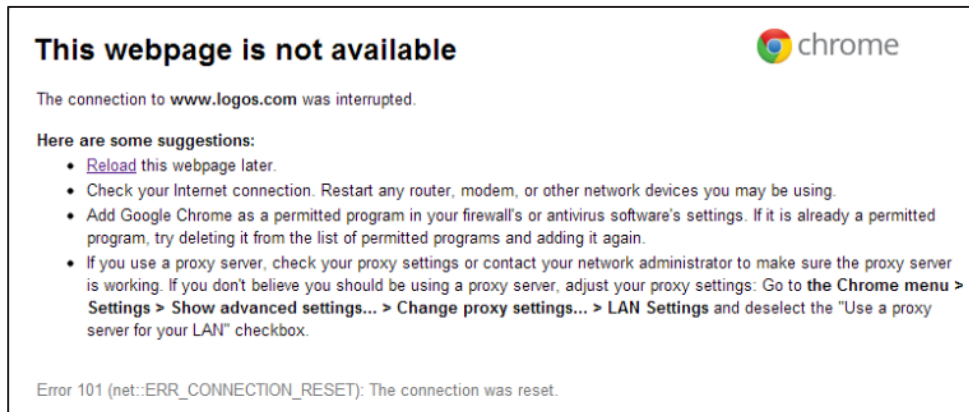 This webpage is not available
chrome
The connection to www.logos.com was interrupted.
Here are some suggestions:
• Reload this webpage later.
• Check your Internet connection. Restart any router, modem, or other network devices you may be using.
• Add Google Chrome as a permitted program in your firewall's or antivirus software's settings. If it is already a permitted
program, try deleting it from the list of permitted programs and adding it again.
• If you use a proxy server, check your proxy settings or contact your network administrator to make sure the proxy server
is working. If you don't believe you should be using a proxy server, adjust your proxy settings: Go to the Chrome menu >
Settings > Show advanced settings... > Change proxy settings... > LAN Settings and deselect the "Use a proxy
server for your LAN" checkbox.
Error 101 (net::ERR_CONNECTION_RESET): The connection was reset.